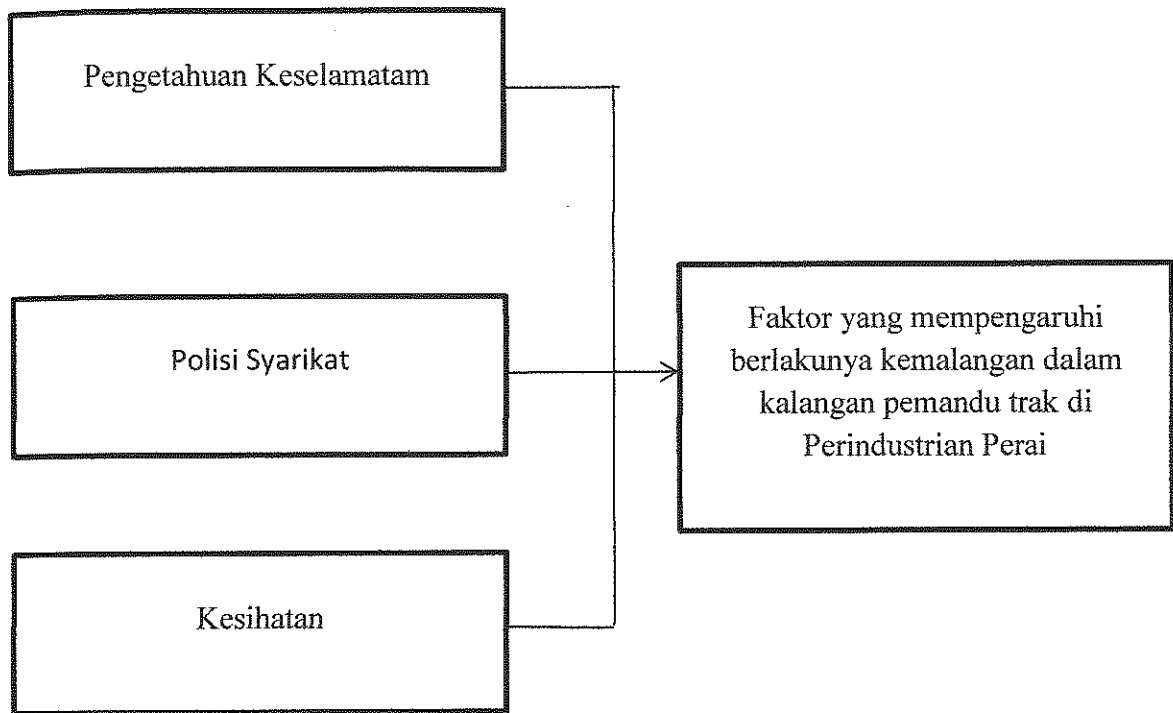 Pengetahuan Keselamatam
Polisi Syarikat
Kesihatan
Faktor yang mempengaruhi
berlakunya kemalangan dalam
kalangan pemandu trak di
Perindustrian Perai